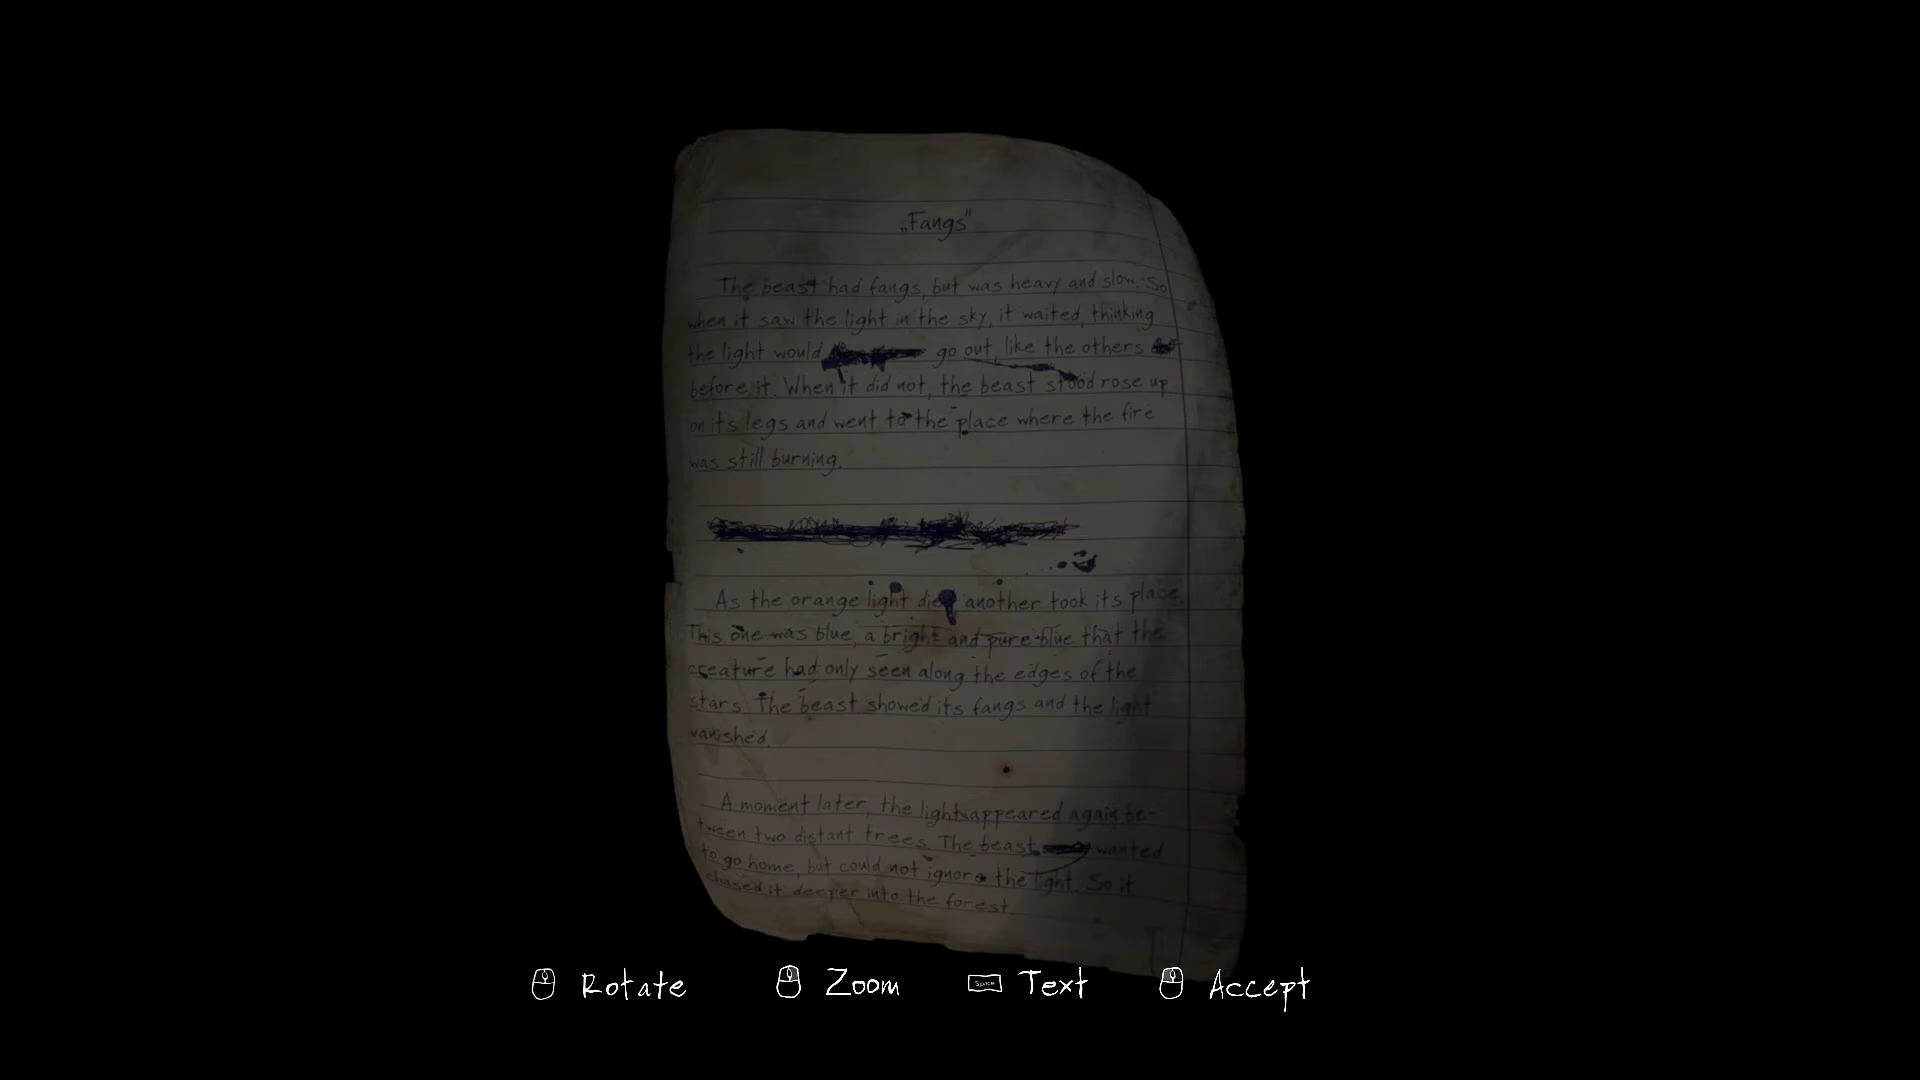 „Fangs"
The beast had fangs, but was heavy and slow. So
when it saw the light in the sky, it waited, thinking
the light would go out, like the others
before it. When it did not, the beast stood rose up
on its legs and went to the place where the fire
was still burning.
As the orange light died another took its place.
This one was blue, a bright and pure blue that the
creature had only seen along the edges of the
stars. The beast showed its fangs and the light
vanished.
A moment later, the light appeared again be-
tween two distant trees. The beast wanted
to go home, but could not ignore the light. So it
chased it deeper into the forest.
Rotate Zoom Space Text Accept